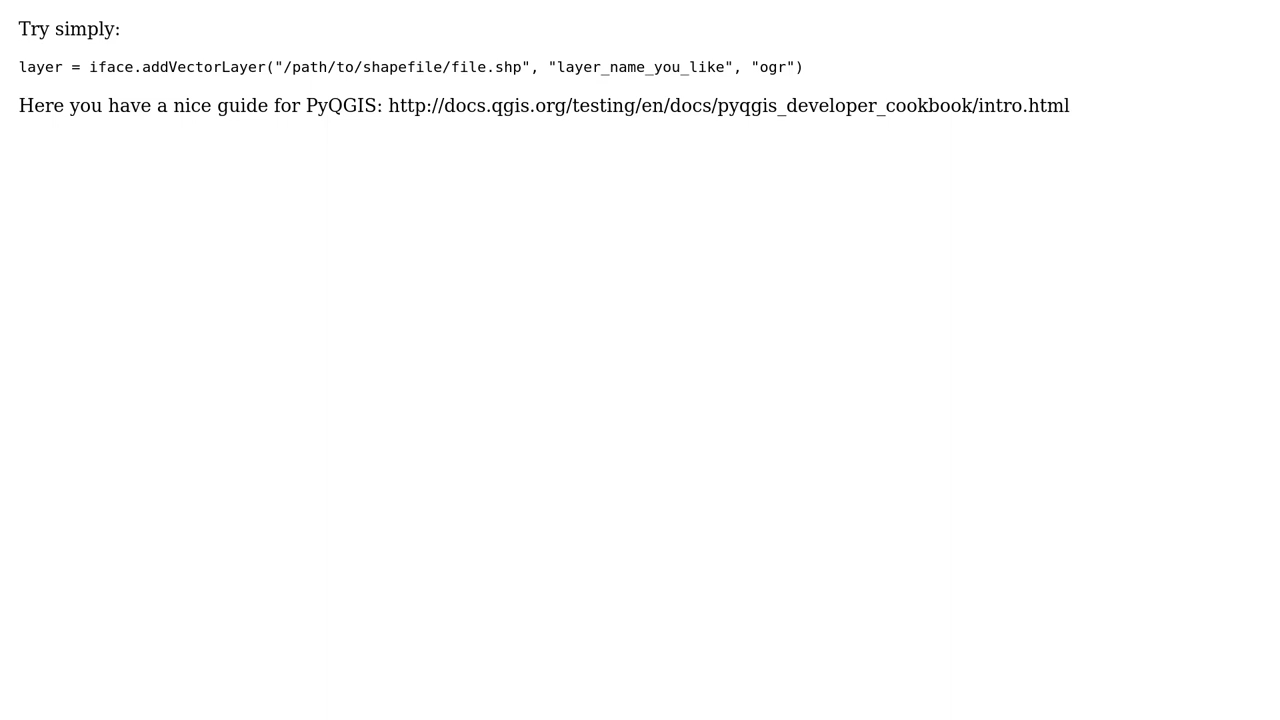 Try simply:
layer = iface.addVectorLayer("/path/to/shapefile/file.shp", "layer_name_you_like", "ogr")
Here you have a nice guide for PyQGIS: http://docs.qgis.org/testing/en/docs/pyqgis_developer_cookbook/intro.html